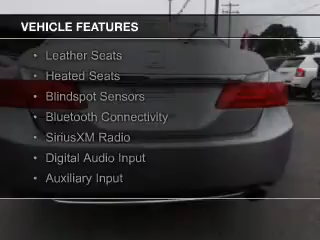 VEHICLE FEATURES
• Leather Seats
• Heated Seats
• Blindspot Sensors
• Bluetooth Connectivity
• SiriusXM Radio
• Digital Audio Input
• Auxiliary Input